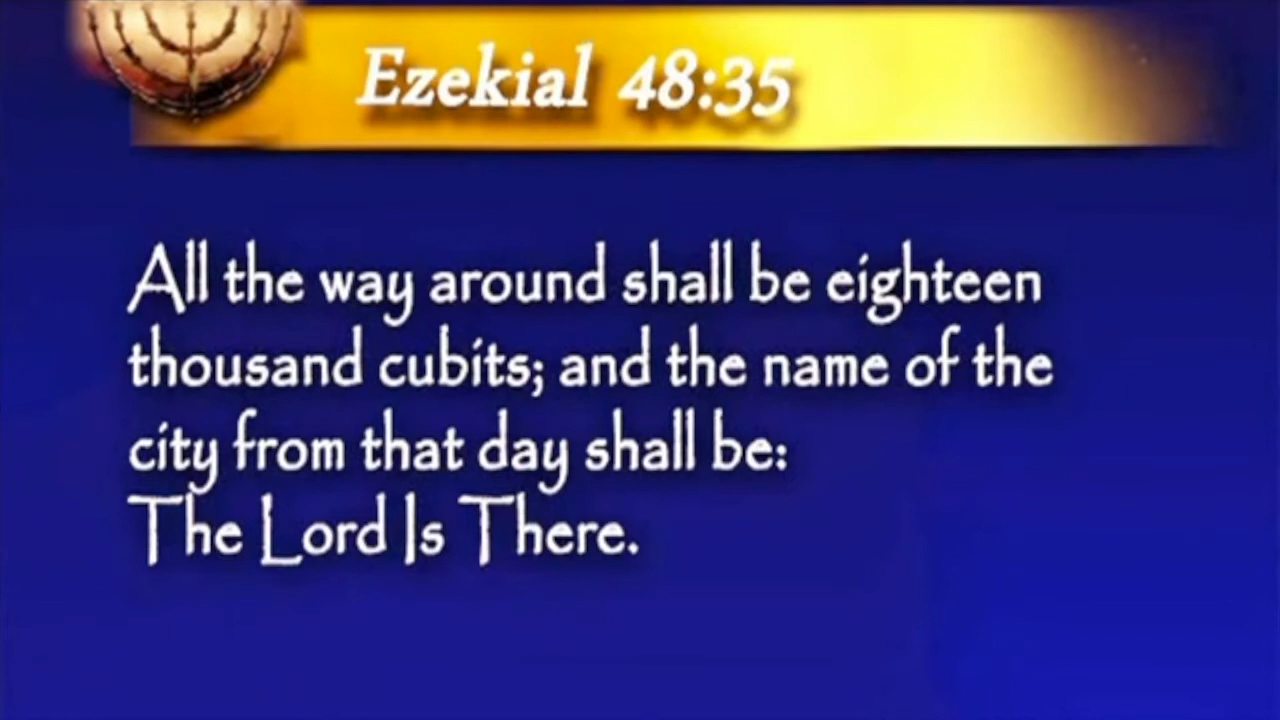 Ezekial 48:35
All the way around shall be eighteen
thousand cubits; and the name of the
city from that day shall be:
The Lord Is There.